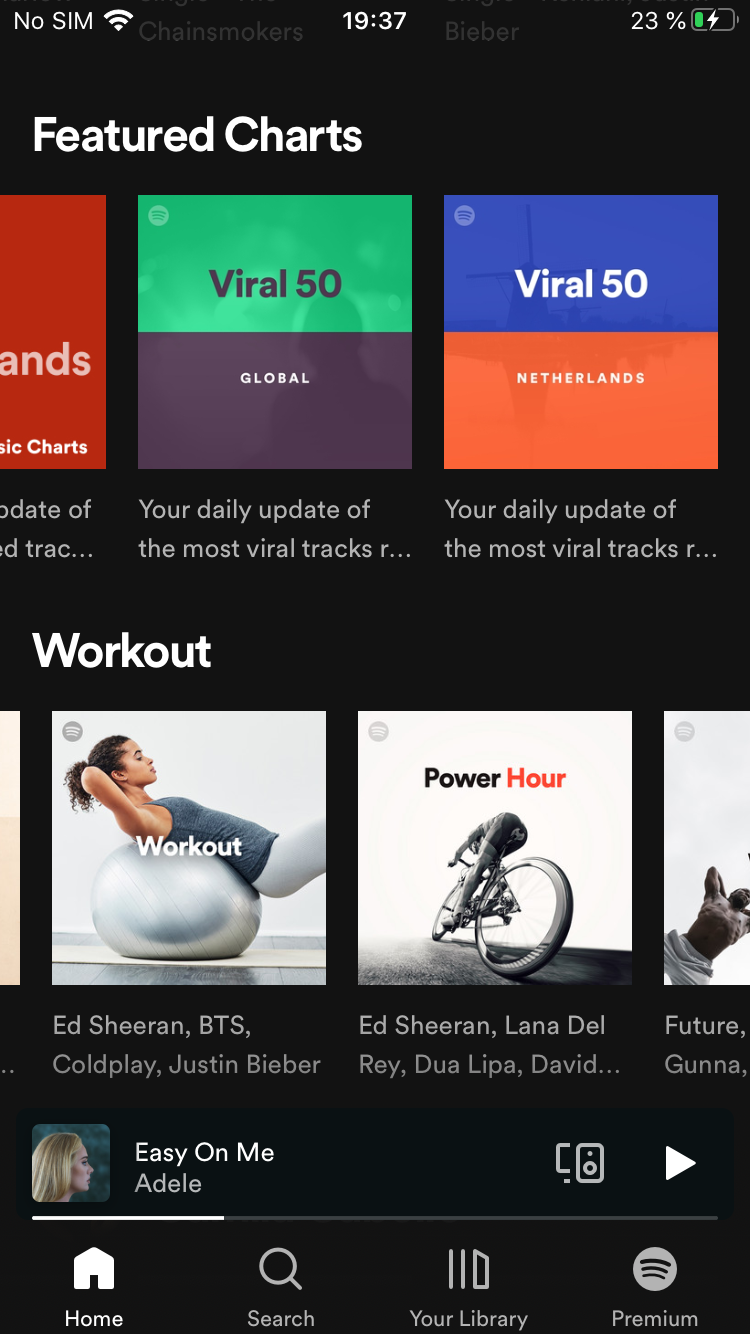 No SIM 19:37 23 %
Chainsmokers Bieber
Featured Charts
ands
sic Charts
Viral 50
GLOBAL
Viral 50
NETHERLANDS
pdate of
ed trac...
Your daily update of
the most viral tracks r...
Your daily update of
the most viral tracks r...
Workout
Workout
Power Hour
Ed Sheeran, BTS,
Coldplay, Justin Bieber
Ed Sheeran, Lana Del
Rey, Dua Lipa, David...
Future,
Gunna,
Easy On Me
Adele
Home Search Your Library Premium